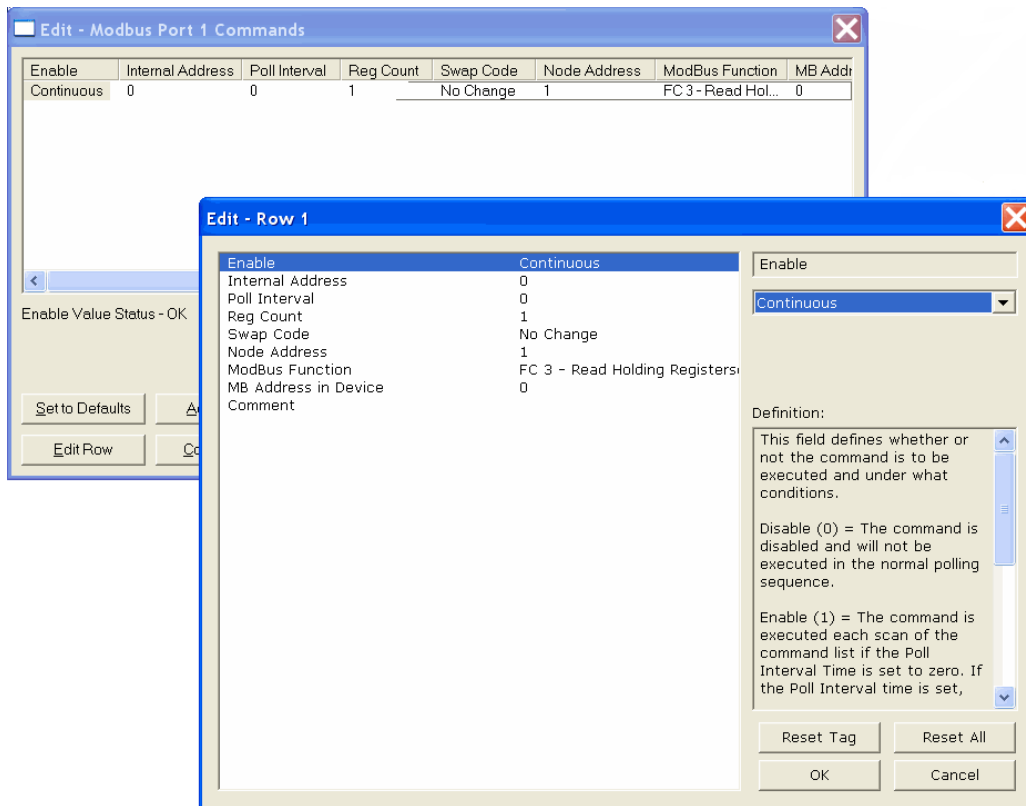 Edit - Modbus Port 1 Commands
Enable Internal Address Poll Interval Reg Count Swap Code Node Address ModBus Function MB Addr
Continuous 0 0 1 No Change 1 FC 3 - Read Hol... 0
Enable Value Status - OK
Set to Defaults
Edit Row
Edit - Row 1
Enable Continuous
Internal Address 0
Poll Interval 0
Reg Count 1
Swap Code No Change
Node Address 1
ModBus Function FC 3 - Read Holding Registers
MB Address in Device 0
Comment
Enable
Continuous
Definition:
This field defines whether or
not the command is to be
executed and under what
conditions.
Disable (0) = The command is
disabled and will not be
executed in the normal polling
sequence.
Enable (1) = The command is
executed each scan of the
command list if the Poll
Interval Time is set to zero. If
the Poll Interval time is set,
Reset Tag Reset All
OK Cancel